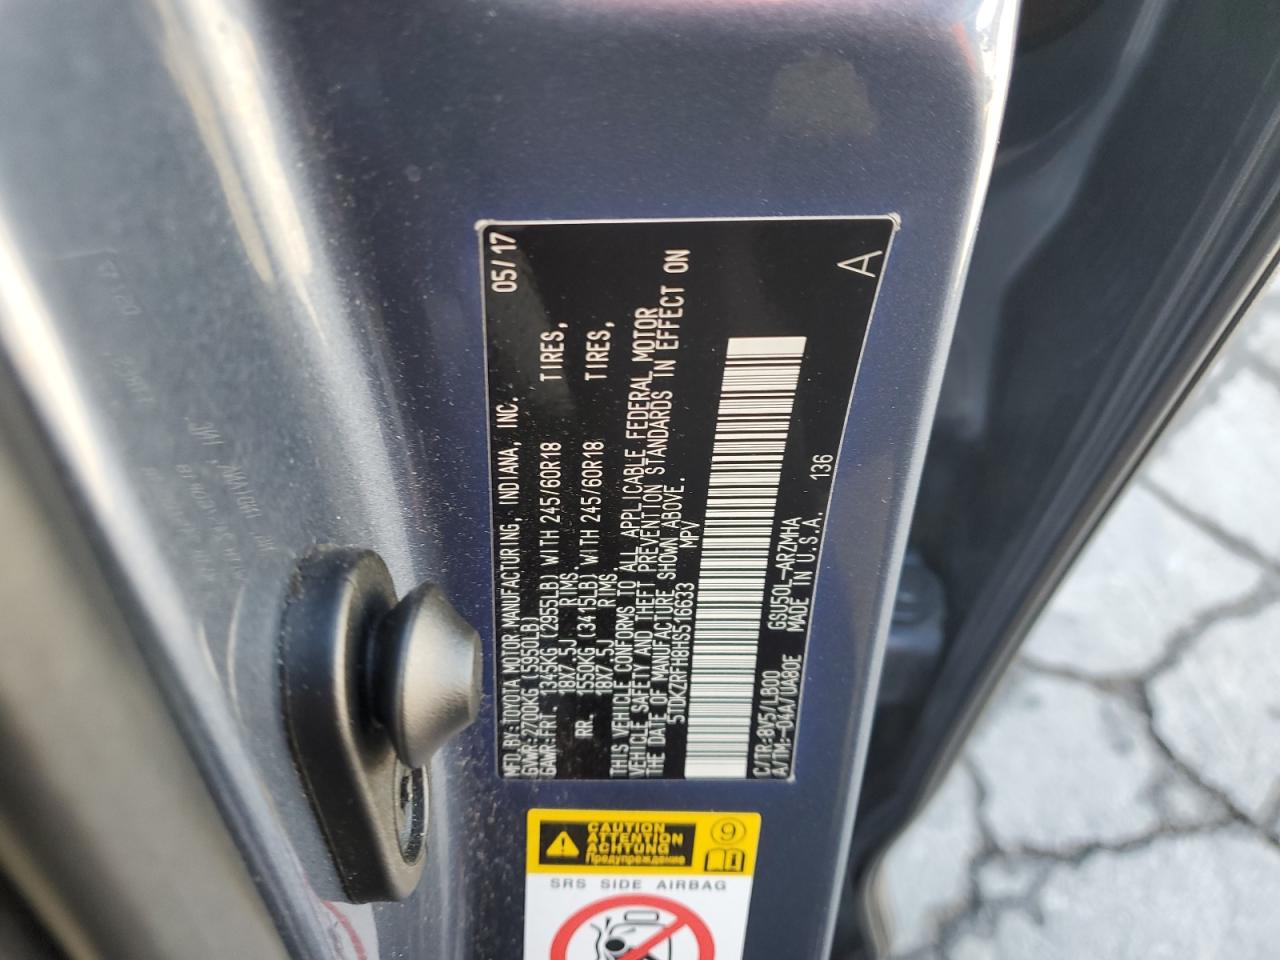 MFD.BY:TOYOTA MOTOR MANUFACTURING, INDIANA, INC. 05/17
GVWR:2700KG (5950LB)
GAWR:FRT. 1345KG (2955LB) WITH 245/60R18 TIRES,
18X7.5J RIMS
RR. 1550KG (3415LB) WITH 245/60R18 TIRES,
18X7.5J RIMS
THIS VEHICLE CONFORMS TO ALL APPLICABLE FEDERAL MOTOR
VEHICLE SAFETY AND THEFT PREVENTION STANDARDS IN EFFECT ON
THE DATE OF MANUFACTURE SHOWN ABOVE.
5TDKZRFH8HS516633 MPV
C/TR:8V5/LB00 GSU50L-ARZMHA 136 A
A/TM:-04A/UA80E MADE IN U.S.A.
CAUTION
ATTENTION
ACHTUNG
Предупреждение
9
SRS SIDE AIRBAG